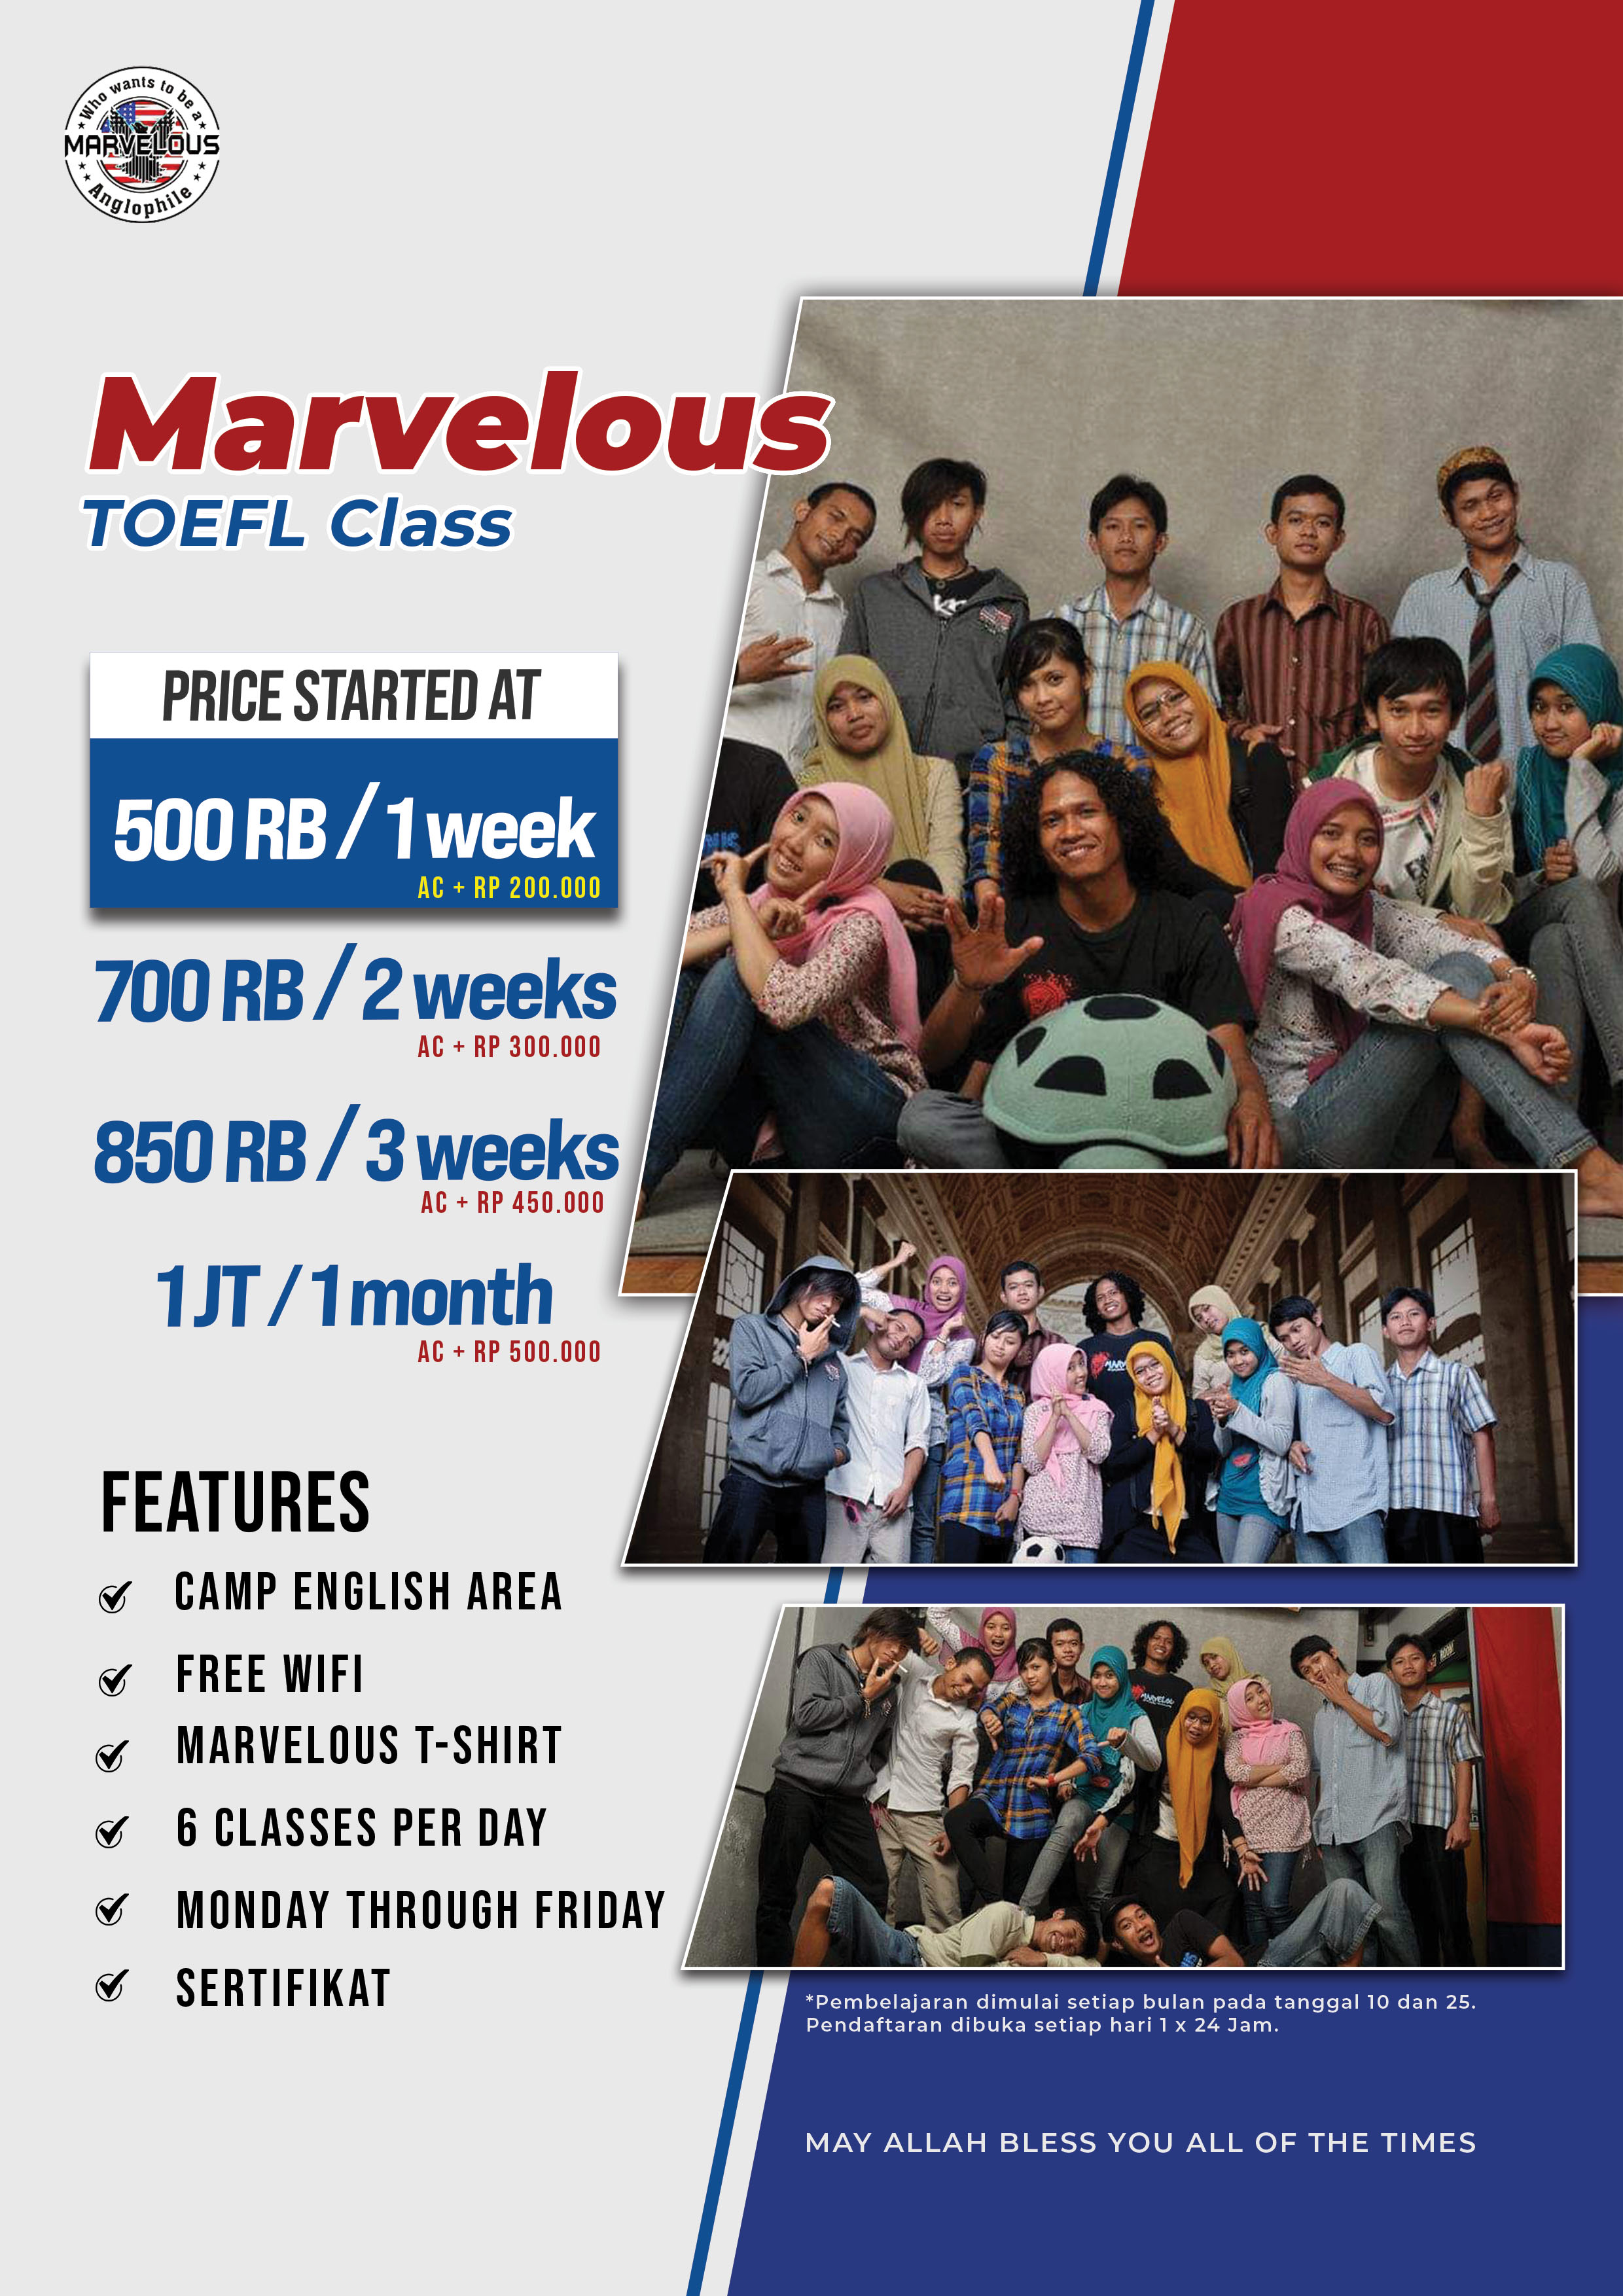 Who wants to be a
MARVELOUS
Anglophile
Marvelous
TOEFL Class
PRICE STARTED AT
500 RB / 1 week
AC + RP 200.000
700 RB / 2 weeks
AC + RP 300.000
850 RB / 3 weeks
AC + RP 450.000
1 JT / 1 month
AC + RP 500.000
FEATURES
CAMP ENGLISH AREA
FREE WIFI
MARVELOUS T-SHIRT
6 CLASSES PER DAY
MONDAY THROUGH FRIDAY
SERTIFIKAT
*Pembelajaran dimulai setiap bulan pada tanggal 10 dan 25.
Pendaftaran dibuka setiap hari 1 x 24 Jam.
MAY ALLAH BLESS YOU ALL OF THE TIMES